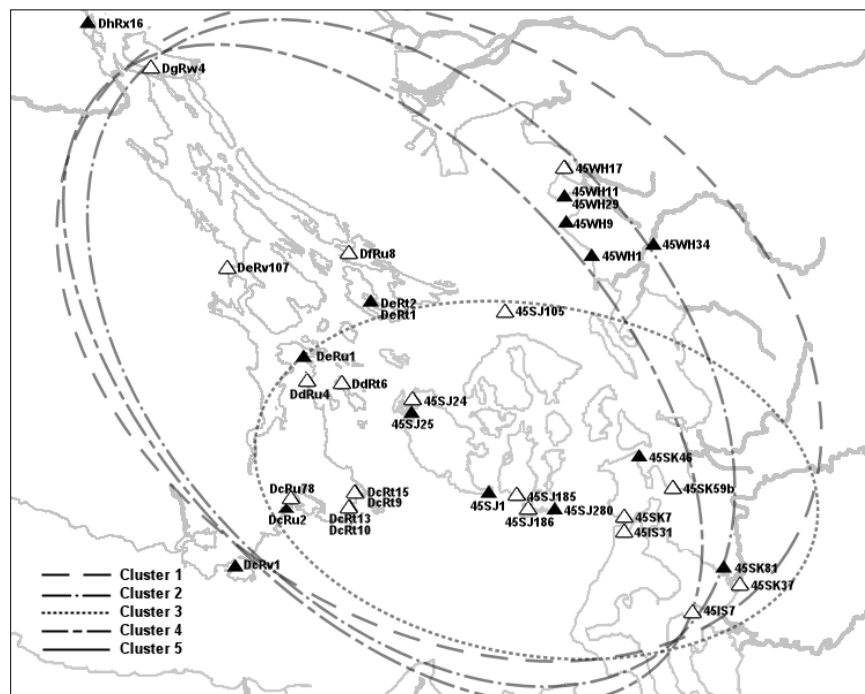 DhRx16
DgRw4
45WH17
45WH11
45WH29
45WH9
45WH34
45WH1
DfRu8
DeRv107
DeRt2
DeRt1
45SJ105
DeRu1
DdRu4
DdRt6
45SJ24
45SJ25
45SK46
45SK59b
DcRu78
DcRu2
DcRt15
DcRt9
DcRt13
DcRt10
45SJ1
45SJ185
45SJ186
45SJ280
45SK7
45IS31
DcRv1
45SK81
45SK37
45IS7
Cluster 1
Cluster 2
Cluster 3
Cluster 4
Cluster 5